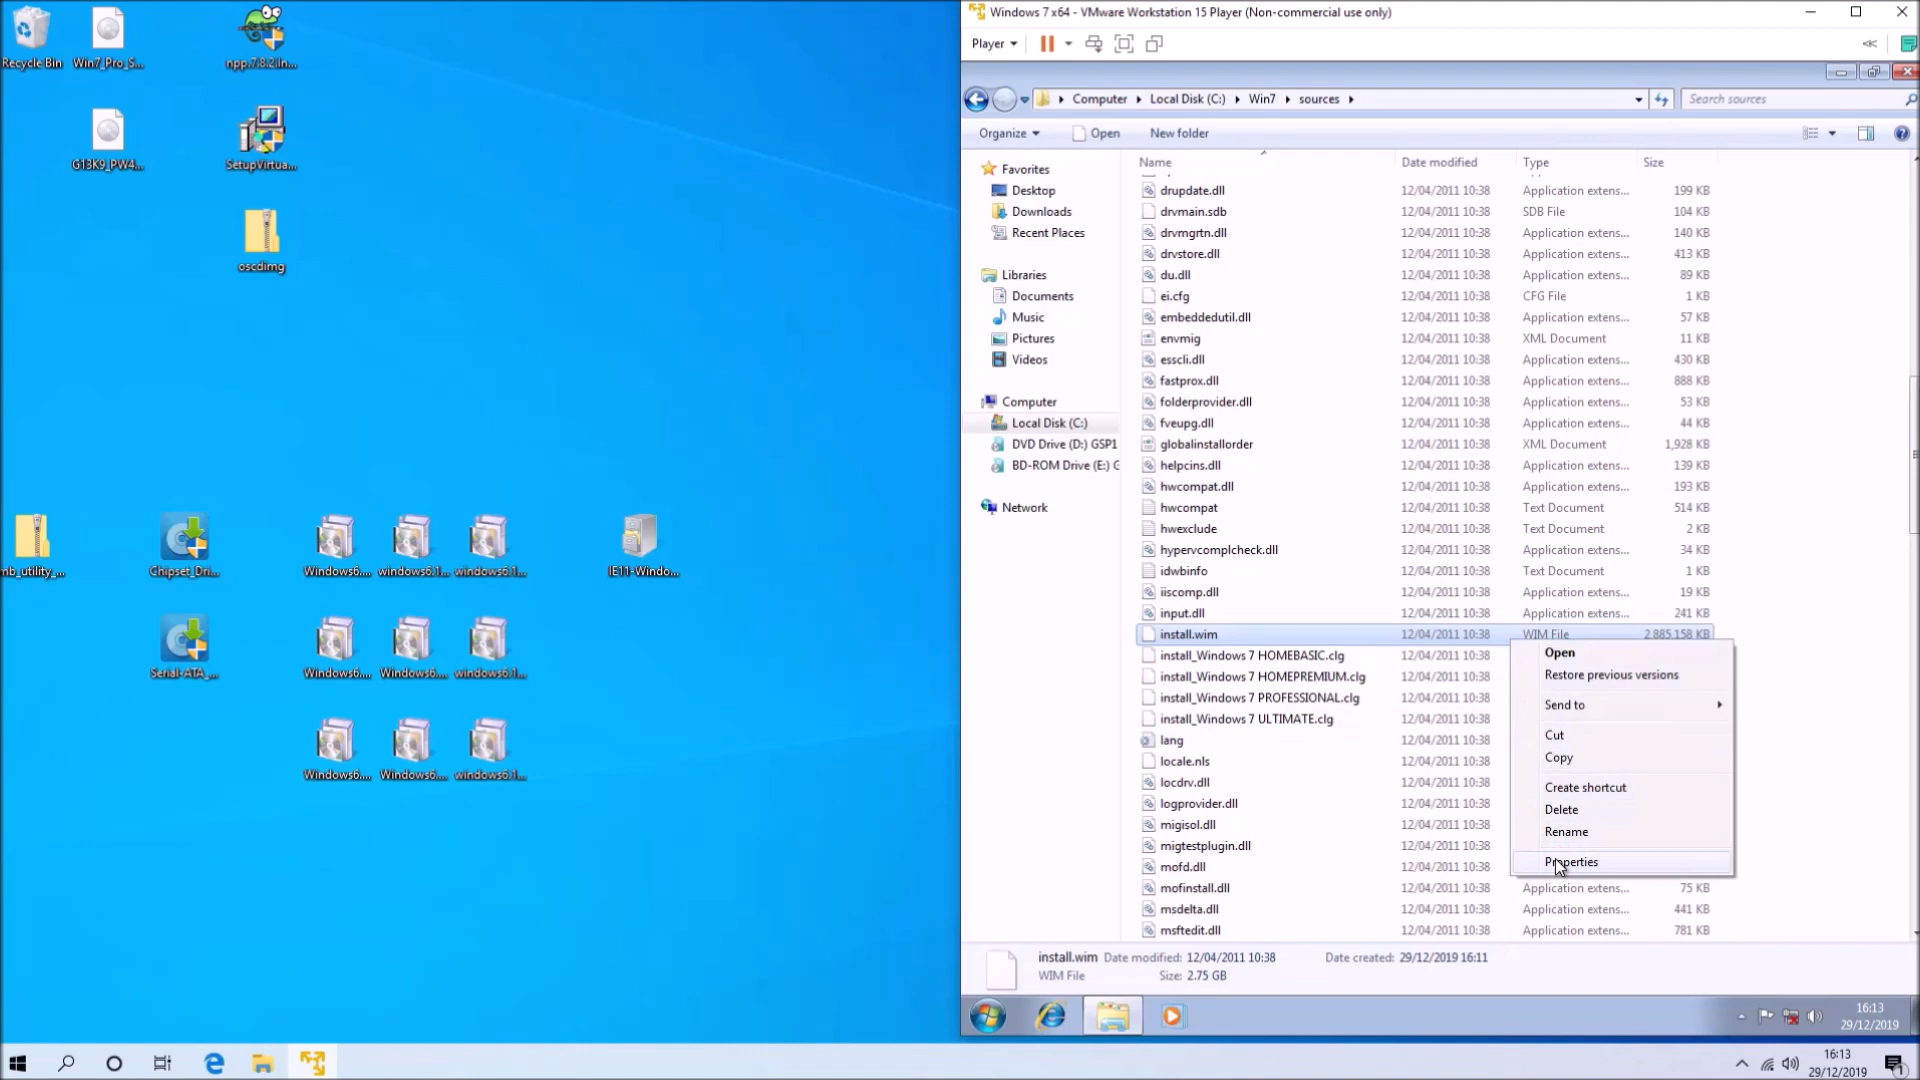 Recycle Bin
Win7_Pro_S...
npp.7.8.2.In...
G13K9_PW4...
SetupVirtua...
oscdimg
mb_utility_...
Chipset_Dri...
Windows6....
windows6.1...
windows6.1...
IE11-Windo...
Serial-ATA_...
Windows6....
Windows6....
windows6.1...
Windows6....
Windows6....
windows6.1...
Windows 7 x64 - VMware Workstation 15 Player (Non-commercial use only)
Player
Computer Local Disk (C:) Win7 sources
Search sources
Organize Open New folder
Favorites
Desktop
Downloads
Recent Places
Libraries
Documents
Music
Pictures
Videos
Computer
Local Disk (C:)
DVD Drive (D:) GSP1
BD-ROM Drive (E:) G
Network
Name Date modified Type Size
drupdate.dll 12/04/2011 10:38 Application extens... 199 KB
drvmain.sdb 12/04/2011 10:38 SDB File 104 KB
drvmgrtn.dll 12/04/2011 10:38 Application extens... 140 KB
drvstore.dll 12/04/2011 10:38 Application extens... 413 KB
du.dll 12/04/2011 10:38 Application extens... 89 KB
ei.cfg 12/04/2011 10:38 CFG File 1 KB
embeddedutil.dll 12/04/2011 10:38 Application extens... 57 KB
envmig 12/04/2011 10:38 XML Document 11 KB
esscli.dll 12/04/2011 10:38 Application extens... 430 KB
fastprox.dll 12/04/2011 10:38 Application extens... 888 KB
folderprovider.dll 12/04/2011 10:38 Application extens... 53 KB
fveupg.dll 12/04/2011 10:38 Application extens... 44 KB
globalinstallorder 12/04/2011 10:38 XML Document 1,928 KB
helpcins.dll 12/04/2011 10:38 Application extens... 139 KB
hwcompat.dll 12/04/2011 10:38 Application extens... 193 KB
hwcompat 12/04/2011 10:38 Text Document 514 KB
hwexclude 12/04/2011 10:38 Text Document 2 KB
hypervcomplcheck.dll 12/04/2011 10:38 Application extens... 34 KB
idwbinfo 12/04/2011 10:38 Text Document 1 KB
iiscomp.dll 12/04/2011 10:38 Application extens... 19 KB
input.dll 12/04/2011 10:38 Application extens... 241 KB
install.wim 12/04/2011 10:38 WIM File 2,885,158 KB
install_Windows 7 HOMEBASIC.clg 12/04/2011 10:38
install_Windows 7 HOMEPREMIUM.clg 12/04/2011 10:38
install_Windows 7 PROFESSIONAL.clg 12/04/2011 10:38
install_Windows 7 ULTIMATE.clg 12/04/2011 10:38
lang 12/04/2011 10:38
locale.nls 12/04/2011 10:38
locdrv.dll 12/04/2011 10:38
logprovider.dll 12/04/2011 10:38
migisol.dll 12/04/2011 10:38
migtestplugin.dll 12/04/2011 10:38
mofd.dll 12/04/2011 10:38
mofinstall.dll 12/04/2011 10:38 Application extens... 75 KB
msdelta.dll 12/04/2011 10:38 Application extens... 441 KB
msftedit.dll 12/04/2011 10:38 Application extens... 781 KB
Open
Restore previous versions
Send to
Cut
Copy
Create shortcut
Delete
Rename
Properties
install.wim Date modified: 12/04/2011 10:38 Date created: 29/12/2019 16:11
WIM File Size: 2.75 GB
16:13
29/12/2019
16:13
29/12/2019
1